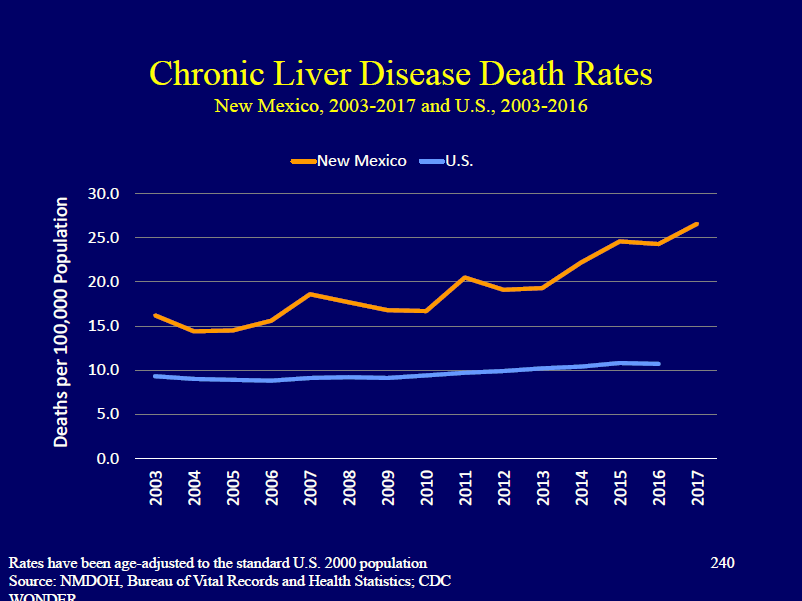 Chronic Liver Disease Death Rates
New Mexico, 2003-2017 and U.S., 2003-2016
New Mexico U.S.
Deaths per 100,000 Population
30.0
25.0
20.0
15.0
10.0
5.0
0.0
2003 2004 2005 2006 2007 2008 2009 2010 2011 2012 2013 2014 2015 2016 2017
Rates have been age-adjusted to the standard U.S. 2000 population
240
Source: NMDOH, Bureau of Vital Records and Health Statistics; CDC
WONDER